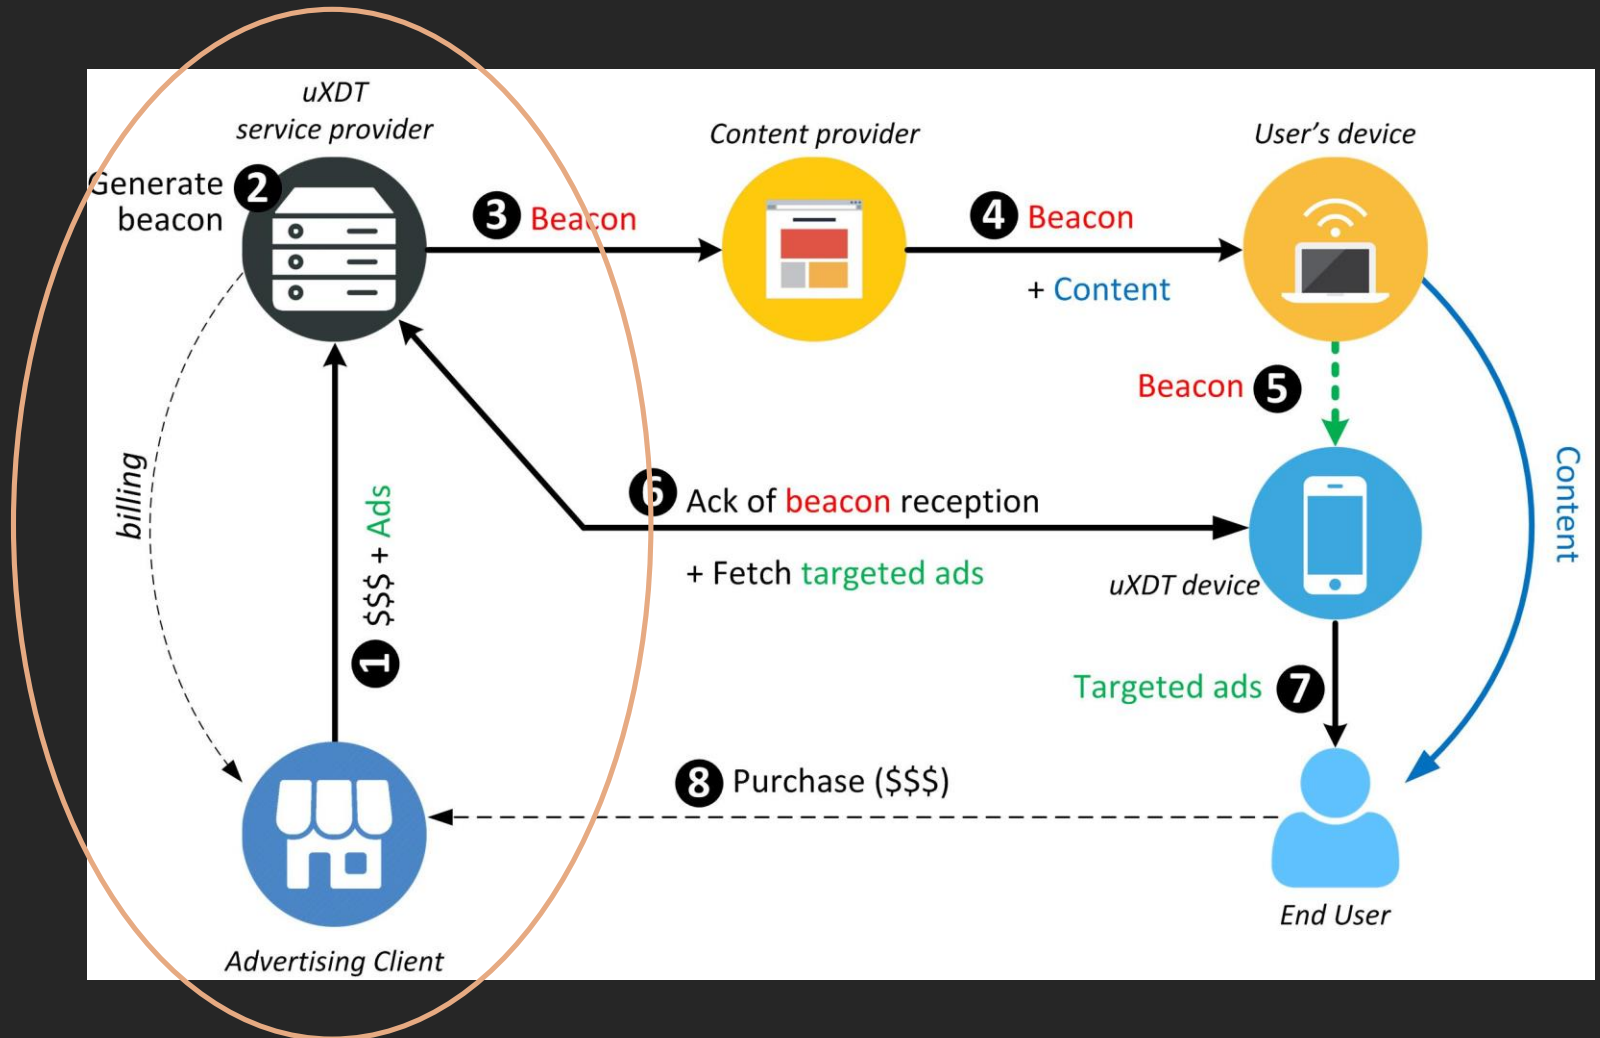 uXDT
service provider
Content provider
User's device
Generate
beacon
2
3 Beacon
4 Beacon
+ Content
Beacon 5
billing
1 $$$ + Ads
6 Ack of beacon reception
+ Fetch targeted ads
uXDT device
Content
Targeted ads 7
8 Purchase ($$$)
End User
Advertising Client